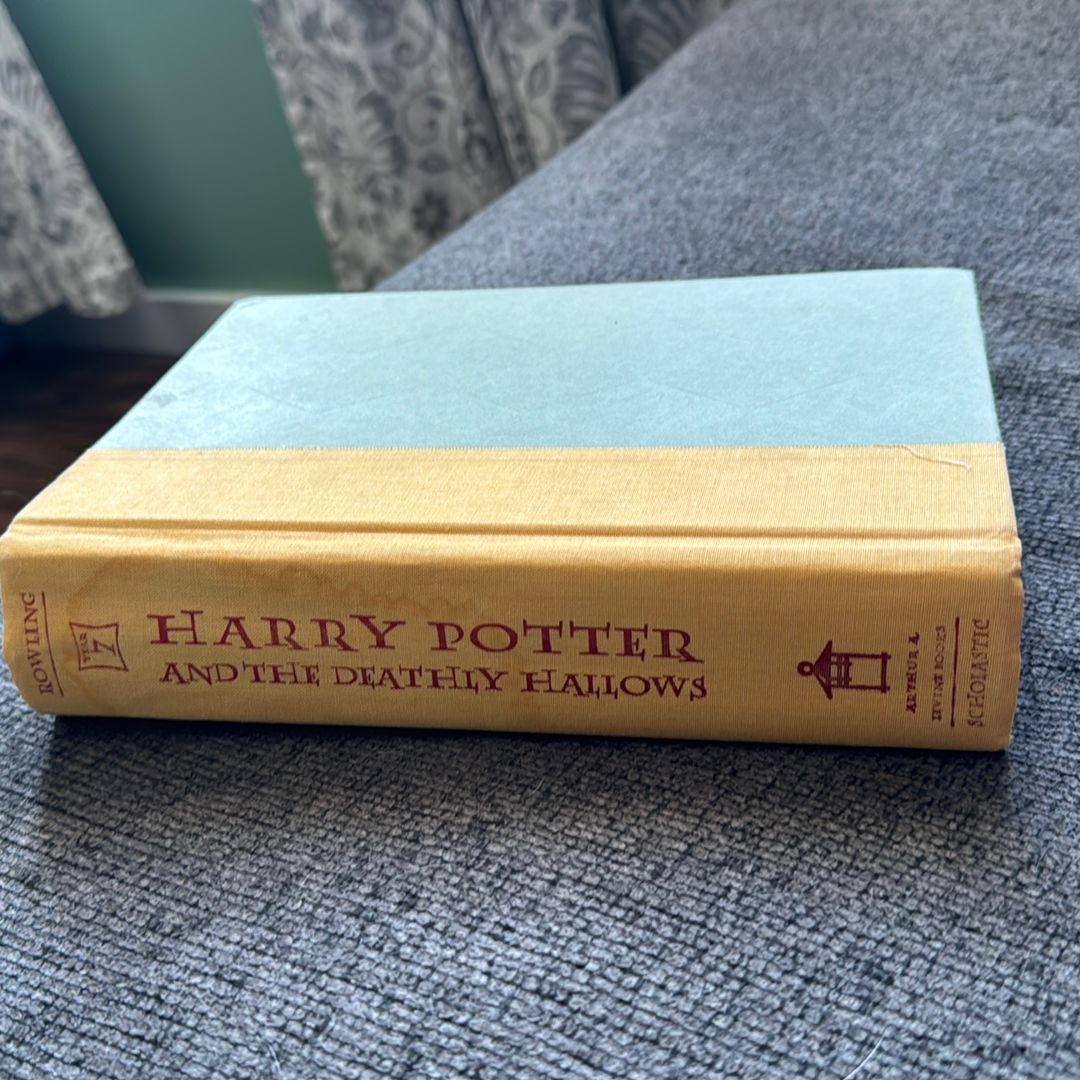 ROWLING
YEAR
7
HARRY POTTER
AND THE DEATHLY HALLOWS
ARTHUR A
LEVINE BOOKS
SCHOLASTIC